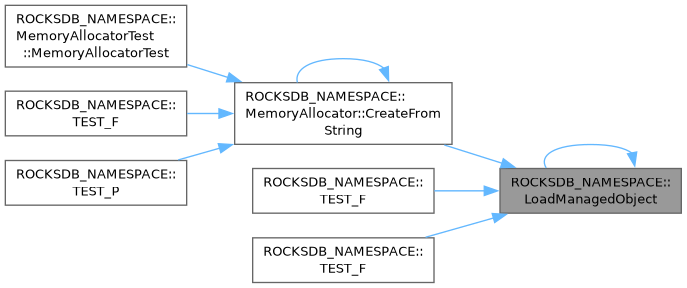 ROCKSDB_NAMESPACE::
MemoryAllocatorTest
::MemoryAllocatorTest
ROCKSDB_NAMESPACE::
TEST_F
ROCKSDB_NAMESPACE::
TEST_P
ROCKSDB_NAMESPACE::
MemoryAllocator::CreateFrom
String
ROCKSDB_NAMESPACE::
TEST_F
ROCKSDB_NAMESPACE::
TEST_F
ROCKSDB_NAMESPACE::
LoadManagedObject